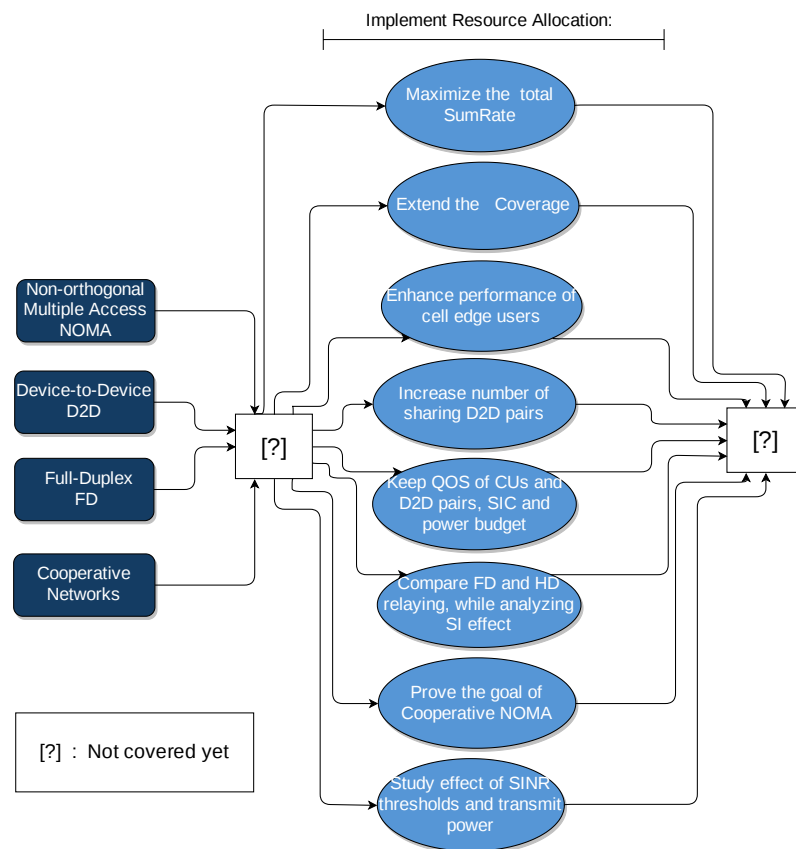 Implement Resource Allocation:
Maximize the total
SumRate
Extend the Coverage
Enhance performance of
cell edge users
Non-orthogonal
Multiple Access
NOMA
Device-to-Device
D2D
Full-Duplex
FD
Cooperative
Networks
[?]
Increase number of
sharing D2D pairs
Keep QOS of CUs and
D2D pairs, SIC and
power budget
Compare FD and HD
relaying, while analyzing
SI effect
Prove the goal of
Cooperative NOMA
Study effect of SINR
thresholds and transmit
power
[?]
[?] : Not covered yet